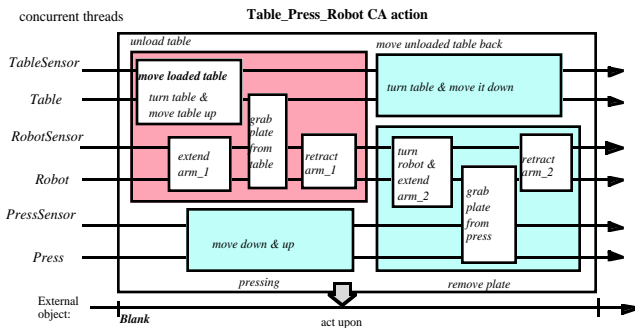 concurrent threads
Table_Press_Robot CA action
unload table
move unloaded table back
TableSensor
move loaded table
Table
turn table &
move table up
turn table & move it down
grab
plate
from
table
RobotSensor
extend
arm_1
retract
arm_1
turn
robot &
extend
arm_2
retract
arm_2
Robot
grab
plate
from
press
PressSensor
move down & up
Press
pressing
remove plate
External
object:
Blank
act upon